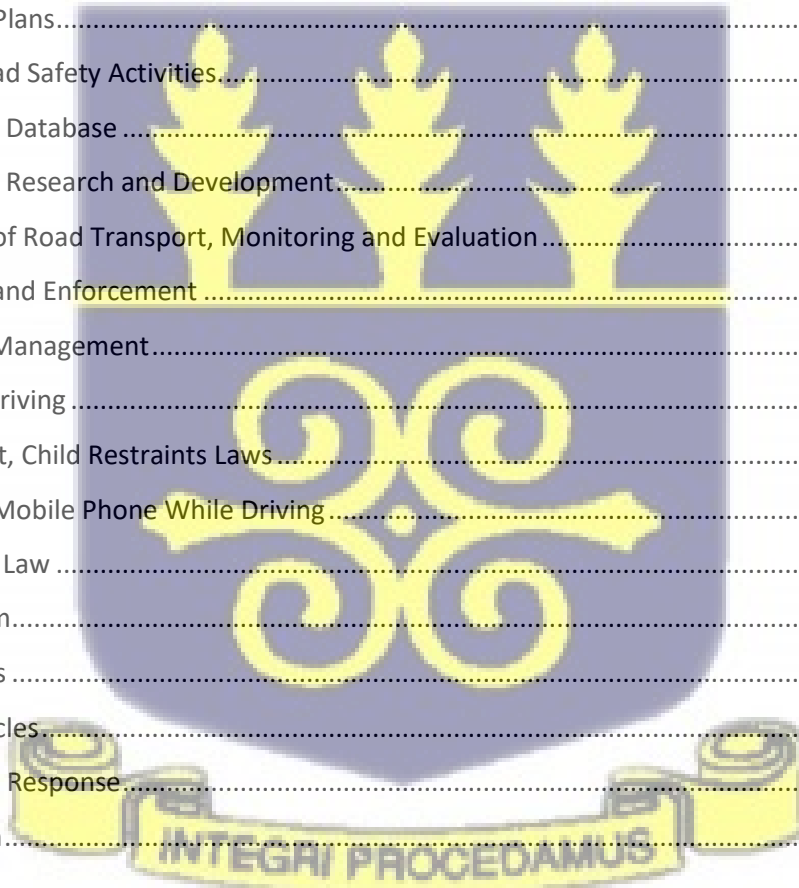 Plans
ad Safety Activities
Database
Research and Development
of Road Transport, Monitoring and Evaluation
and Enforcement
Management
riving
t, Child Restraints Laws
Mobile Phone While Driving
Law
n
s
cles
Response
INTEGRI PROCEDAMUS